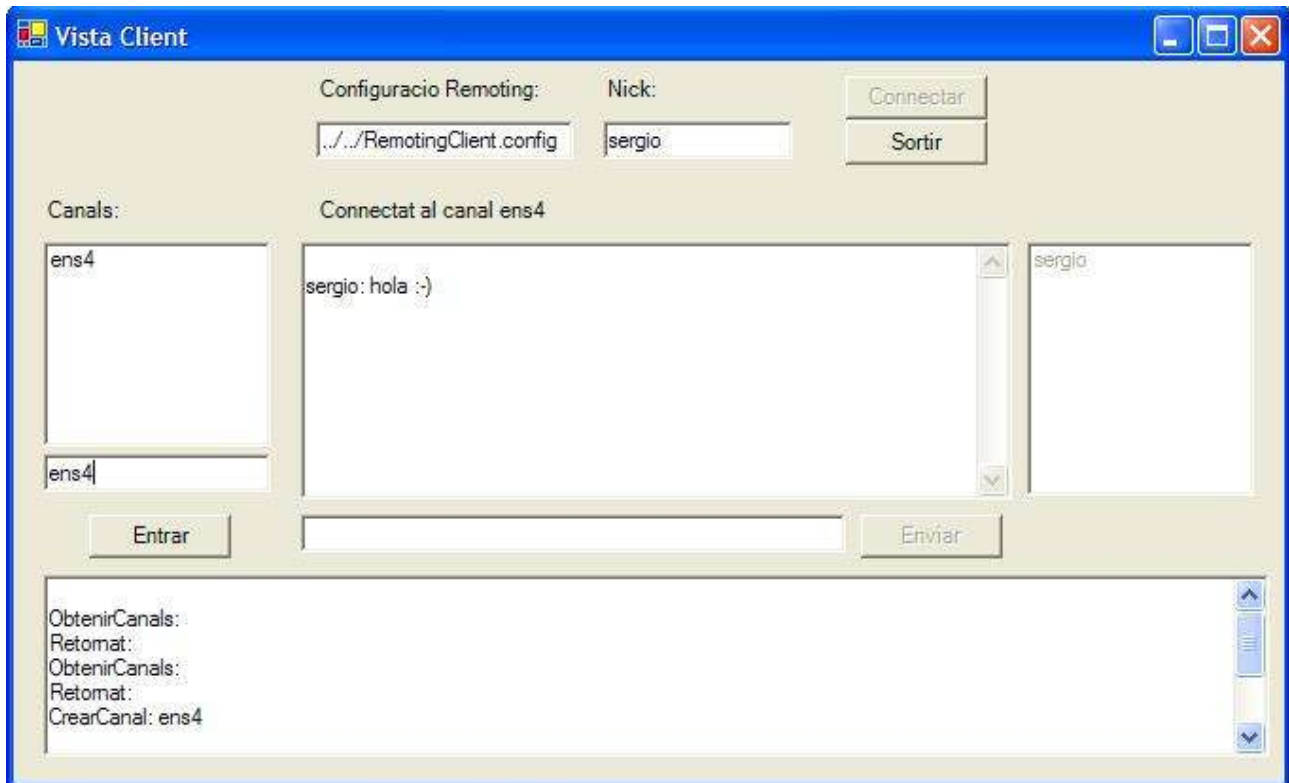 Vista Client
Configuracio Remoting:
Nick:
Connectar
../../RemotingClient.config
sergio
Sortir
Canals:
Connectat al canal ens4
ens4
sergio: hola :-)
sergio
ens4
Entrar
Enviar
ObtenirCanals:
Retornat:
ObtenirCanals:
Retornat:
CrearCanal: ens4